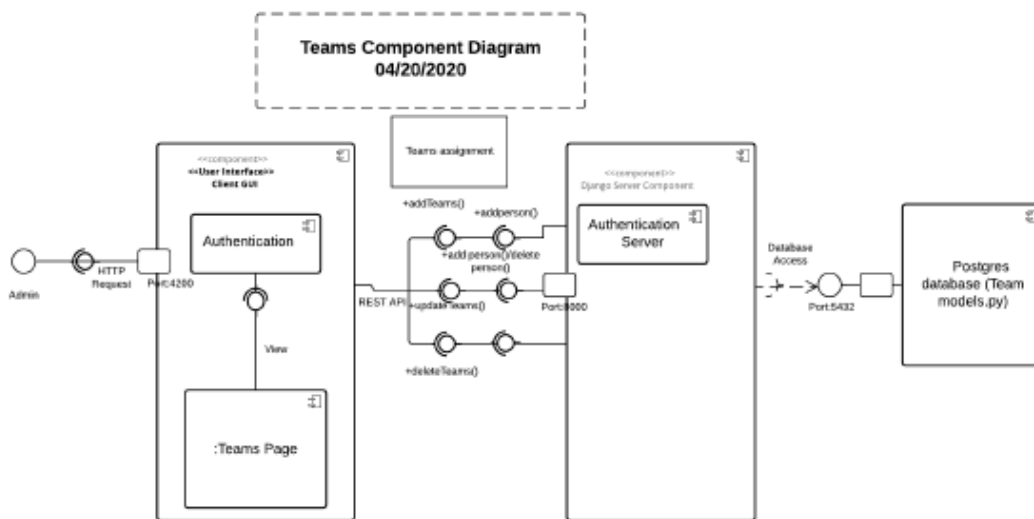 Teams Component Diagram
04/20/2020
Teams assignment
<<component>>
<<User Interface>>
Client GUI
Authentication
View
:Teams Page
Admin
HTTP
Request
Port:4200
REST API
+addTeams()
+addperson()
+add person()/delete
person()
+updateTeams()
+deleteTeams()
<<component>>
Django Server Component
Authentication
Server
Database
Access
Port:5432
Postgres
database (Team
models.py)